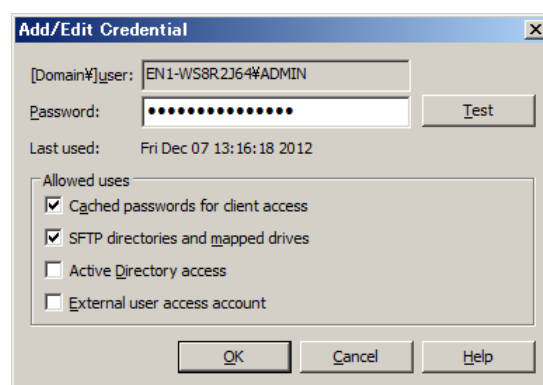 Add/Edit Credential
[Domain¥]user: EN1-WS8R2J64¥ADMIN
Password: ●●●●●●●●●●●●●●● Test
Last used: Fri Dec 07 13:16:18 2012
Allowed uses
Cached passwords for client access
SFTP directories and mapped drives
Active Directory access
External user access account
OK Cancel Help